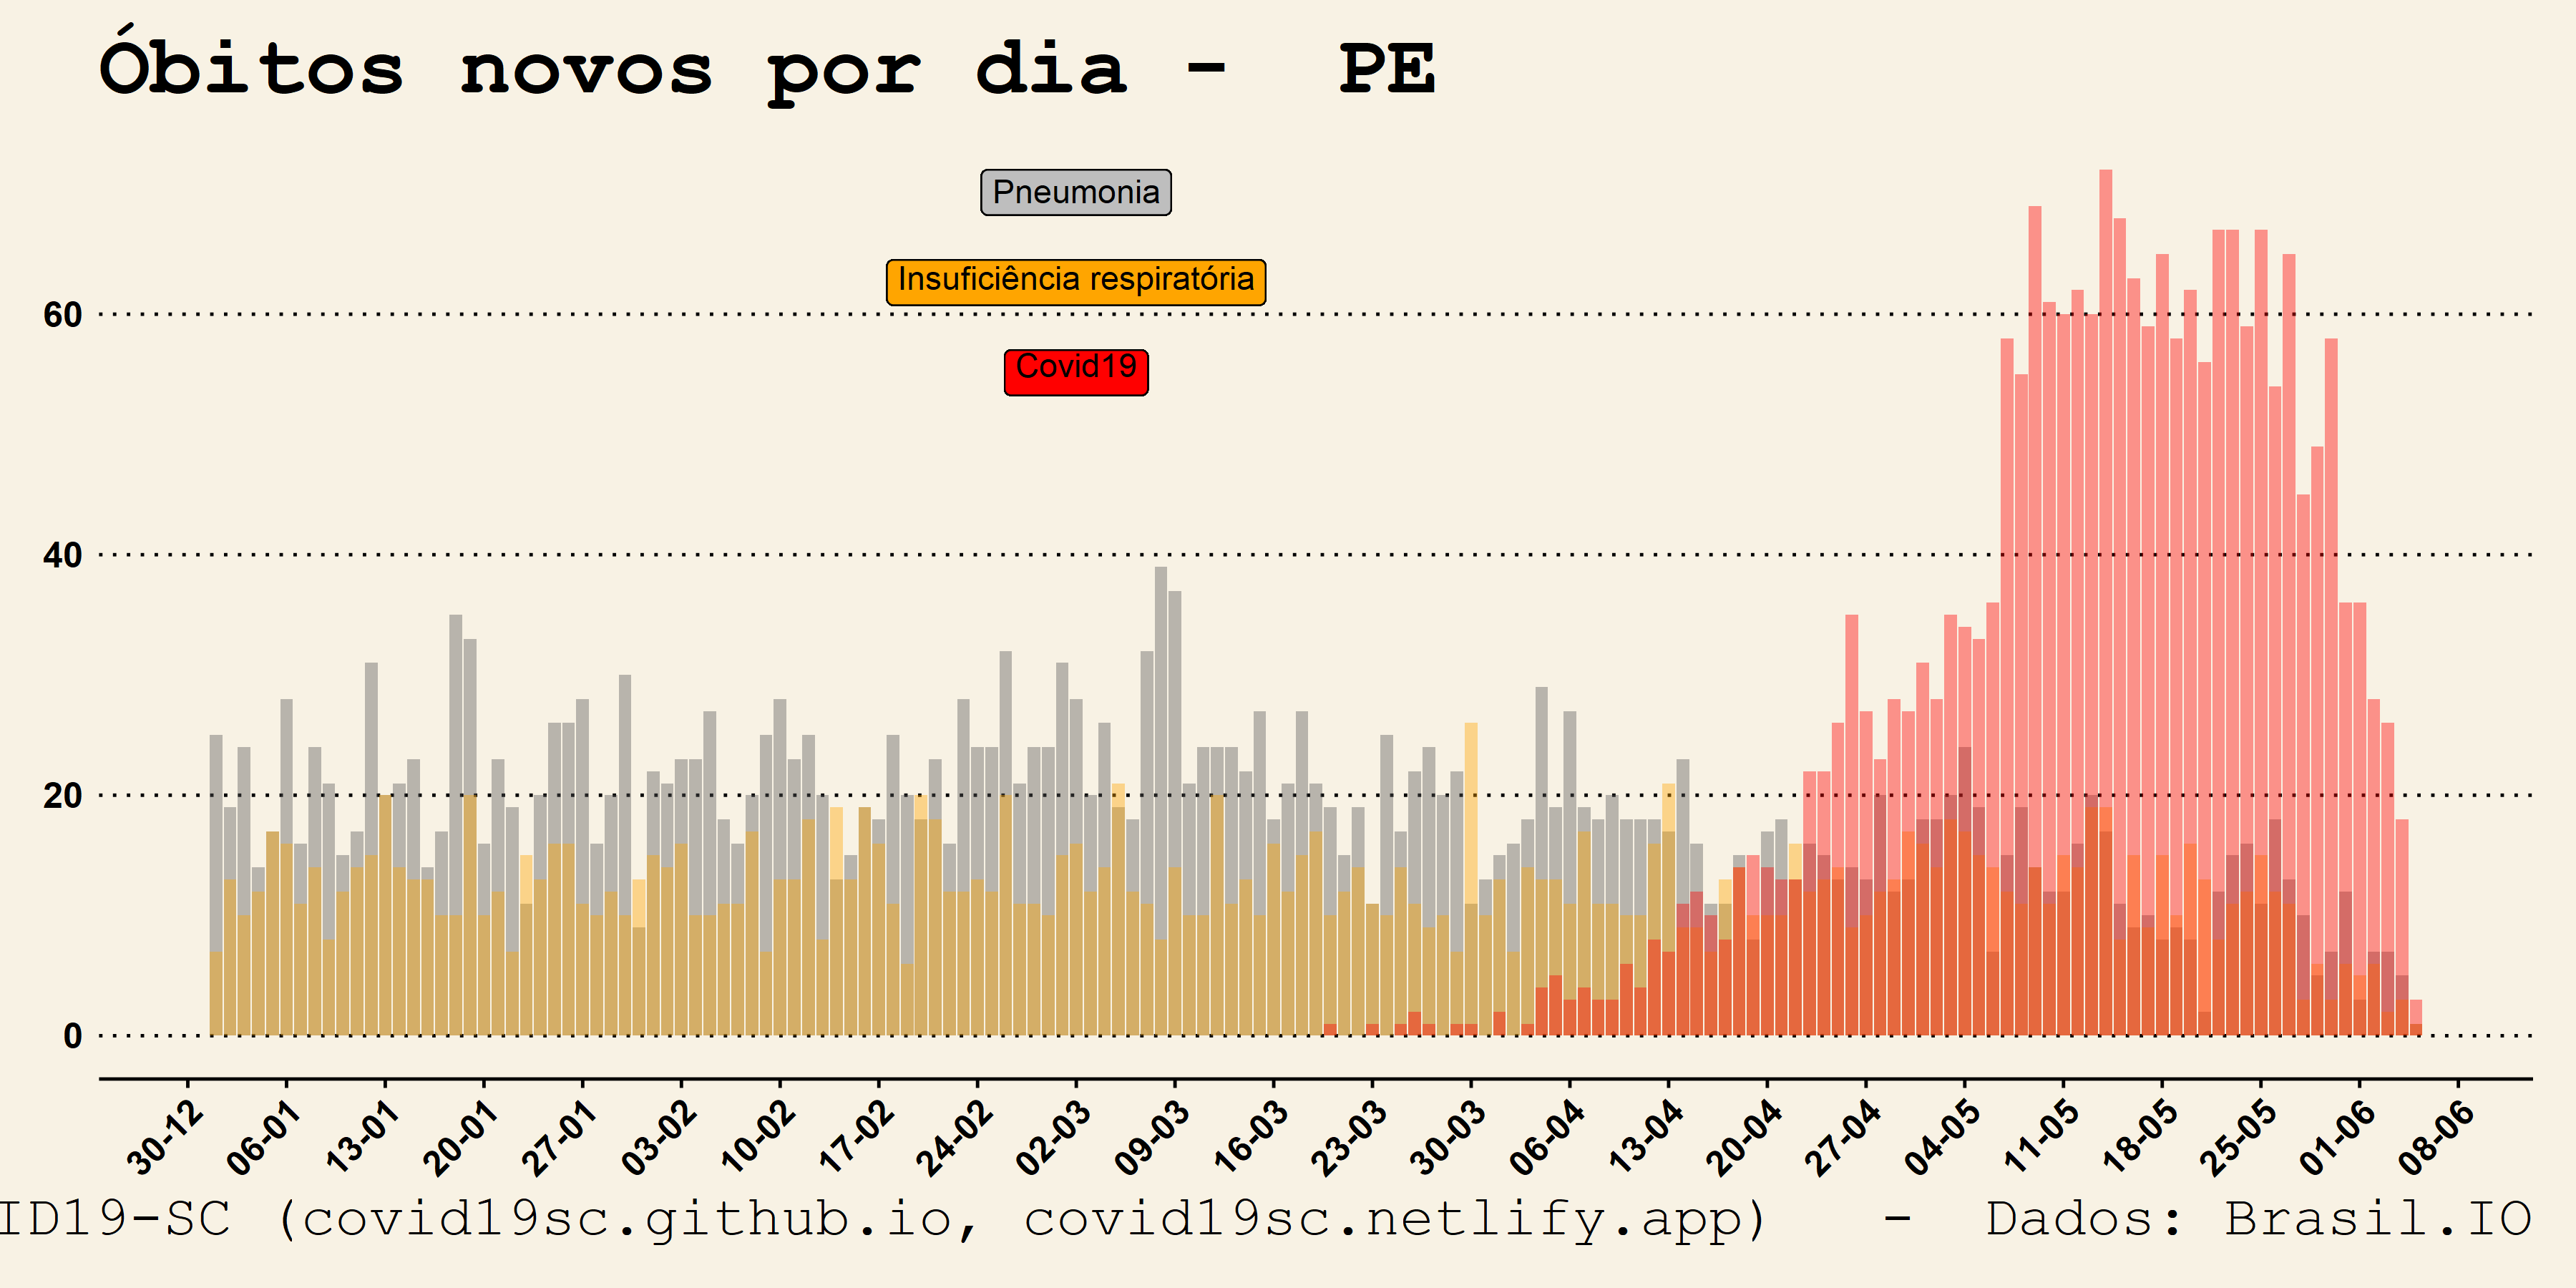 Óbitos novos por dia - PE
Pneumonia
Insuficiência respiratória
Covid19
60
40
20
0
30-12 06-01 13-01 20-01 27-01 03-02 10-02 17-02 24-02 02-03 09-03 16-03 23-03 30-03 06-04 13-04 20-04 27-04 04-05 11-05 18-05 25-05 01-06 08-06
ID19-SC (covid19sc.github.io, covid19sc.netlify.app) - Dados: Brasil.IO